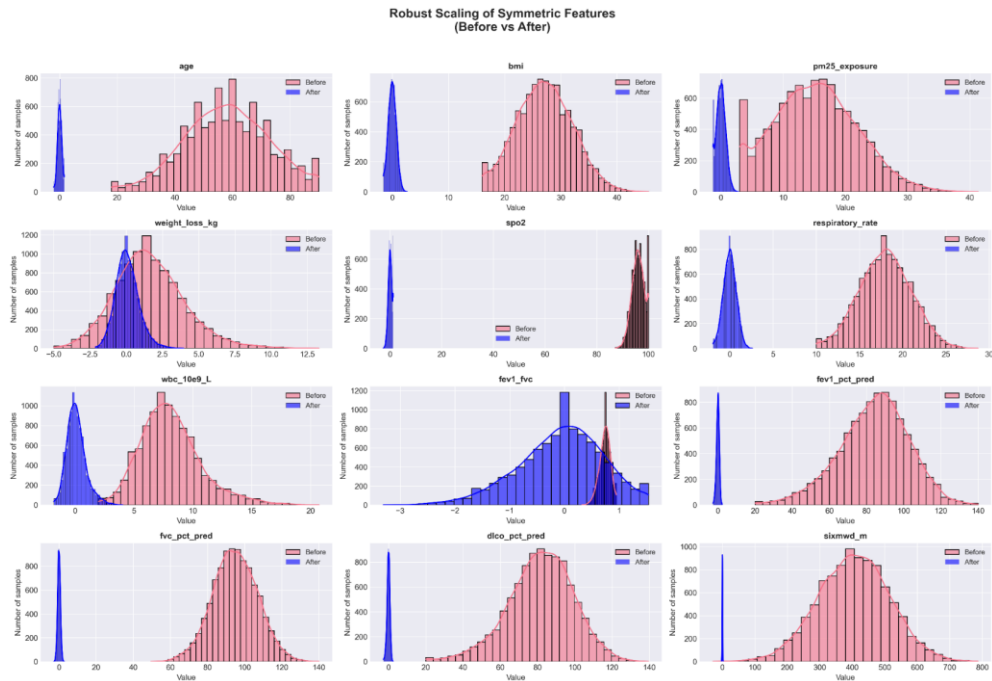 Robust Scaling of Symmetric Features
(Before vs After)
age
Number of samples
800
600
400
200
0
0 20 40 60 80
Value
Before
After
bmi
Number of samples
700
600
500
400
300
200
100
0
0 10 20 30 40
Value
Before
After
pm25_exposure
Number of samples
600
400
200
0
0 10 20 30 40
Value
Before
After
weight_loss_kg
Number of samples
1200
1000
800
600
400
200
0
−5.0 −2.5 0.0 2.5 5.0 7.5 10.0 12.5
Value
Before
After
spo2
Number of samples
600
400
200
0
0 20 40 60 80 100
Value
Before
After
respiratory_rate
Number of samples
800
600
400
200
0
0 5 10 15 20 25 30
Value
Before
After
wbc_10e9_L
Number of samples
1000
800
600
400
200
0
0 5 10 15 20
Value
Before
After
fev1_fvc
Number of samples
1200
1000
800
600
400
200
0
−3 −2 −1 0 1
Value
Before
After
fev1_pct_pred
Number of samples
800
600
400
200
0
0 20 40 60 80 100 120 140
Value
Before
After
fvc_pct_pred
Number of samples
800
600
400
200
0
0 20 40 60 80 100 120 140
Value
Before
After
dlco_pct_pred
Number of samples
800
600
400
200
0
0 20 40 60 80 100 120 140
Value
Before
After
sixmwd_m
Number of samples
1000
800
600
400
200
0
0 100 200 300 400 500 600 700 800
Value
Before
After